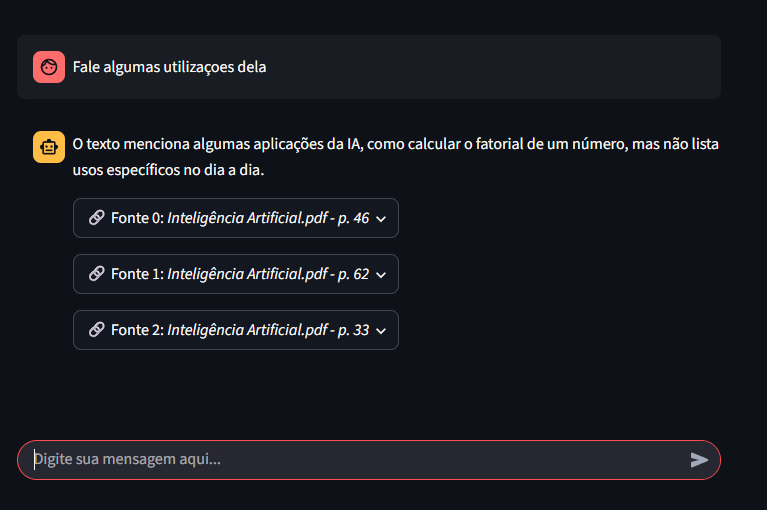 Fale algumas utilizaçoes dela
O texto menciona algumas aplicações da IA, como calcular o fatorial de um número, mas não lista
usos específicos no dia a dia.
Fonte 0: Inteligência Artificial.pdf - p. 46
Fonte 1: Inteligência Artificial.pdf - p. 62
Fonte 2: Inteligência Artificial.pdf - p. 33
Digite sua mensagem aqui...